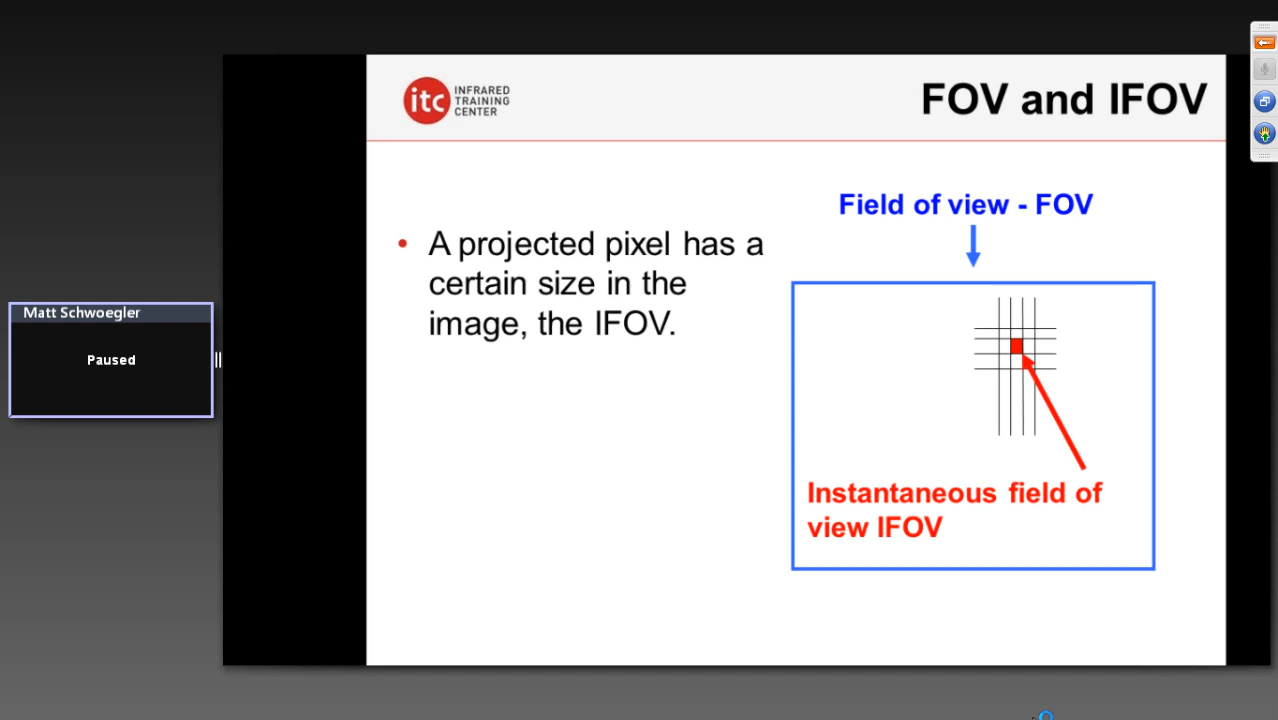 itc INFRARED
TRAINING
CENTER
FOV and IFOV
Field of view - FOV
• A projected pixel has a
certain size in the
image, the IFOV.
Matt Schwoegler
Paused
Instantaneous field of
view IFOV